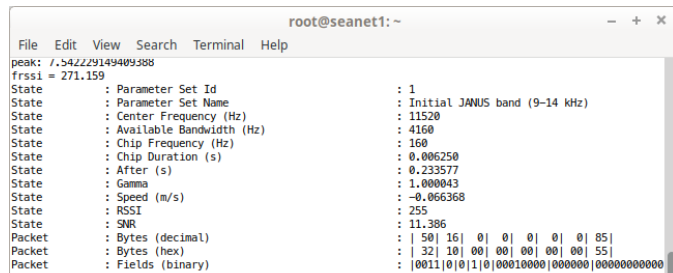 root@seanet1: ~
File Edit View Search Terminal Help
peak: 7.542229149409388
frssi = 271.159
State : Parameter Set Id : 1
State : Parameter Set Name : Initial JANUS band (9-14 kHz)
State : Center Frequency (Hz) : 11520
State : Available Bandwidth (Hz) : 4160
State : Chip Frequency (Hz) : 160
State : Chip Duration (s) : 0.006250
State : After (s) : 0.233577
State : Gamma : 1.000043
State : Speed (m/s) : -0.066368
State : RSSI : 255
State : SNR : 11.386
Packet : Bytes (decimal) : | 50| 16| 0| 0| 0| 0| 0| 85|
Packet : Bytes (hex) : | 32| 10| 00| 00| 00| 00| 00| 55|
Packet : Fields (binary) : |0011|0|0|1|0|00010000|000000|00000000000